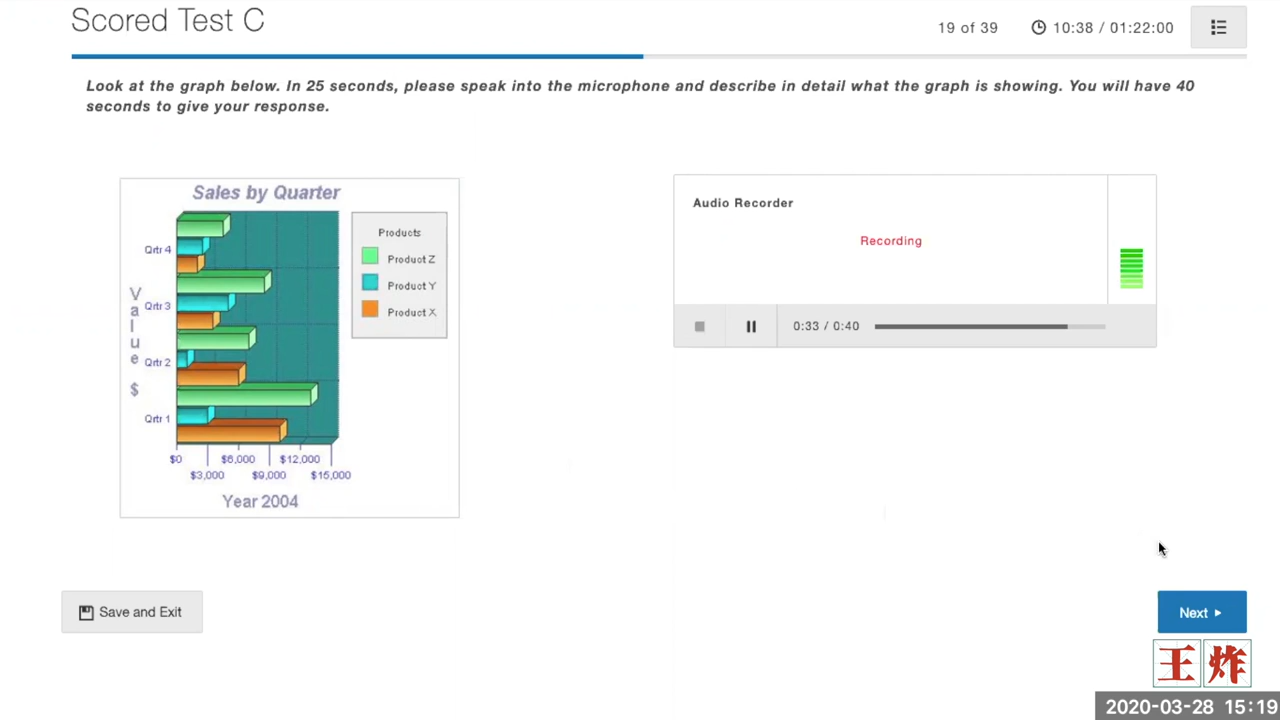 Scored Test C
19 of 39
10:38 / 01:22:00
Look at the graph below. In 25 seconds, please speak into the microphone and describe in detail what the graph is showing. You will have 40
seconds to give your response.
Sales by Quarter
Products
Product Z
Product Y
Product X
Qrtr 4
Qrtr 3
Qrtr 2
Qrtr 1
Value $
$0
$6,000
$12,000
$3,000
$9,000
$15,000
Year 2004
Audio Recorder
Recording
0:33 / 0:40
Save and Exit
Next
王炸
2020-03-28 15:19